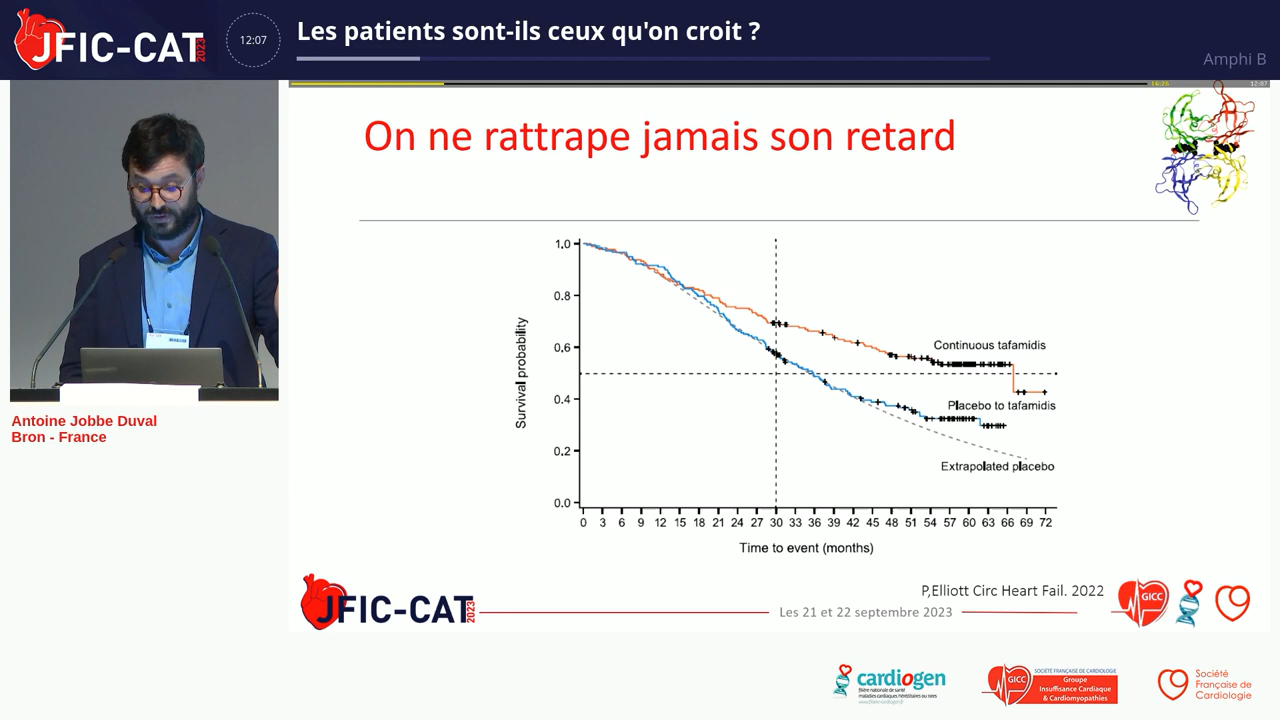 JFIC-CAT 2023
12:07
Les patients sont-ils ceux qu'on croit ?
Amphi B
12:07
On ne rattrape jamais son retard
1,0
0.8
0,6
0.4
0.2
0.0
Survival probability
Continuous tafamidis
Placebo to tafamidis
Extrapolated placebo
0 3 6 9 12 15 18 21 24 27 30 33 36 39 42 45 48 51 54 57 60 63 66 69 72
Time to event (months)
Antoine Jobbe Duval
Bron - France
P,Elliott Circ Heart Fail. 2022
JFIC-CAT 2023
Les 21 et 22 septembre 2023
GICC
cardiogen
filière nationale de santé
maladies cardiaques héréditaires ou rares
GICC
SOCIÉTÉ FRANÇAISE DE CARDIOLOGIE
Groupe
Insuffisance Cardiaque
& Cardiomyopathies
Société
Française de
Cardiologie